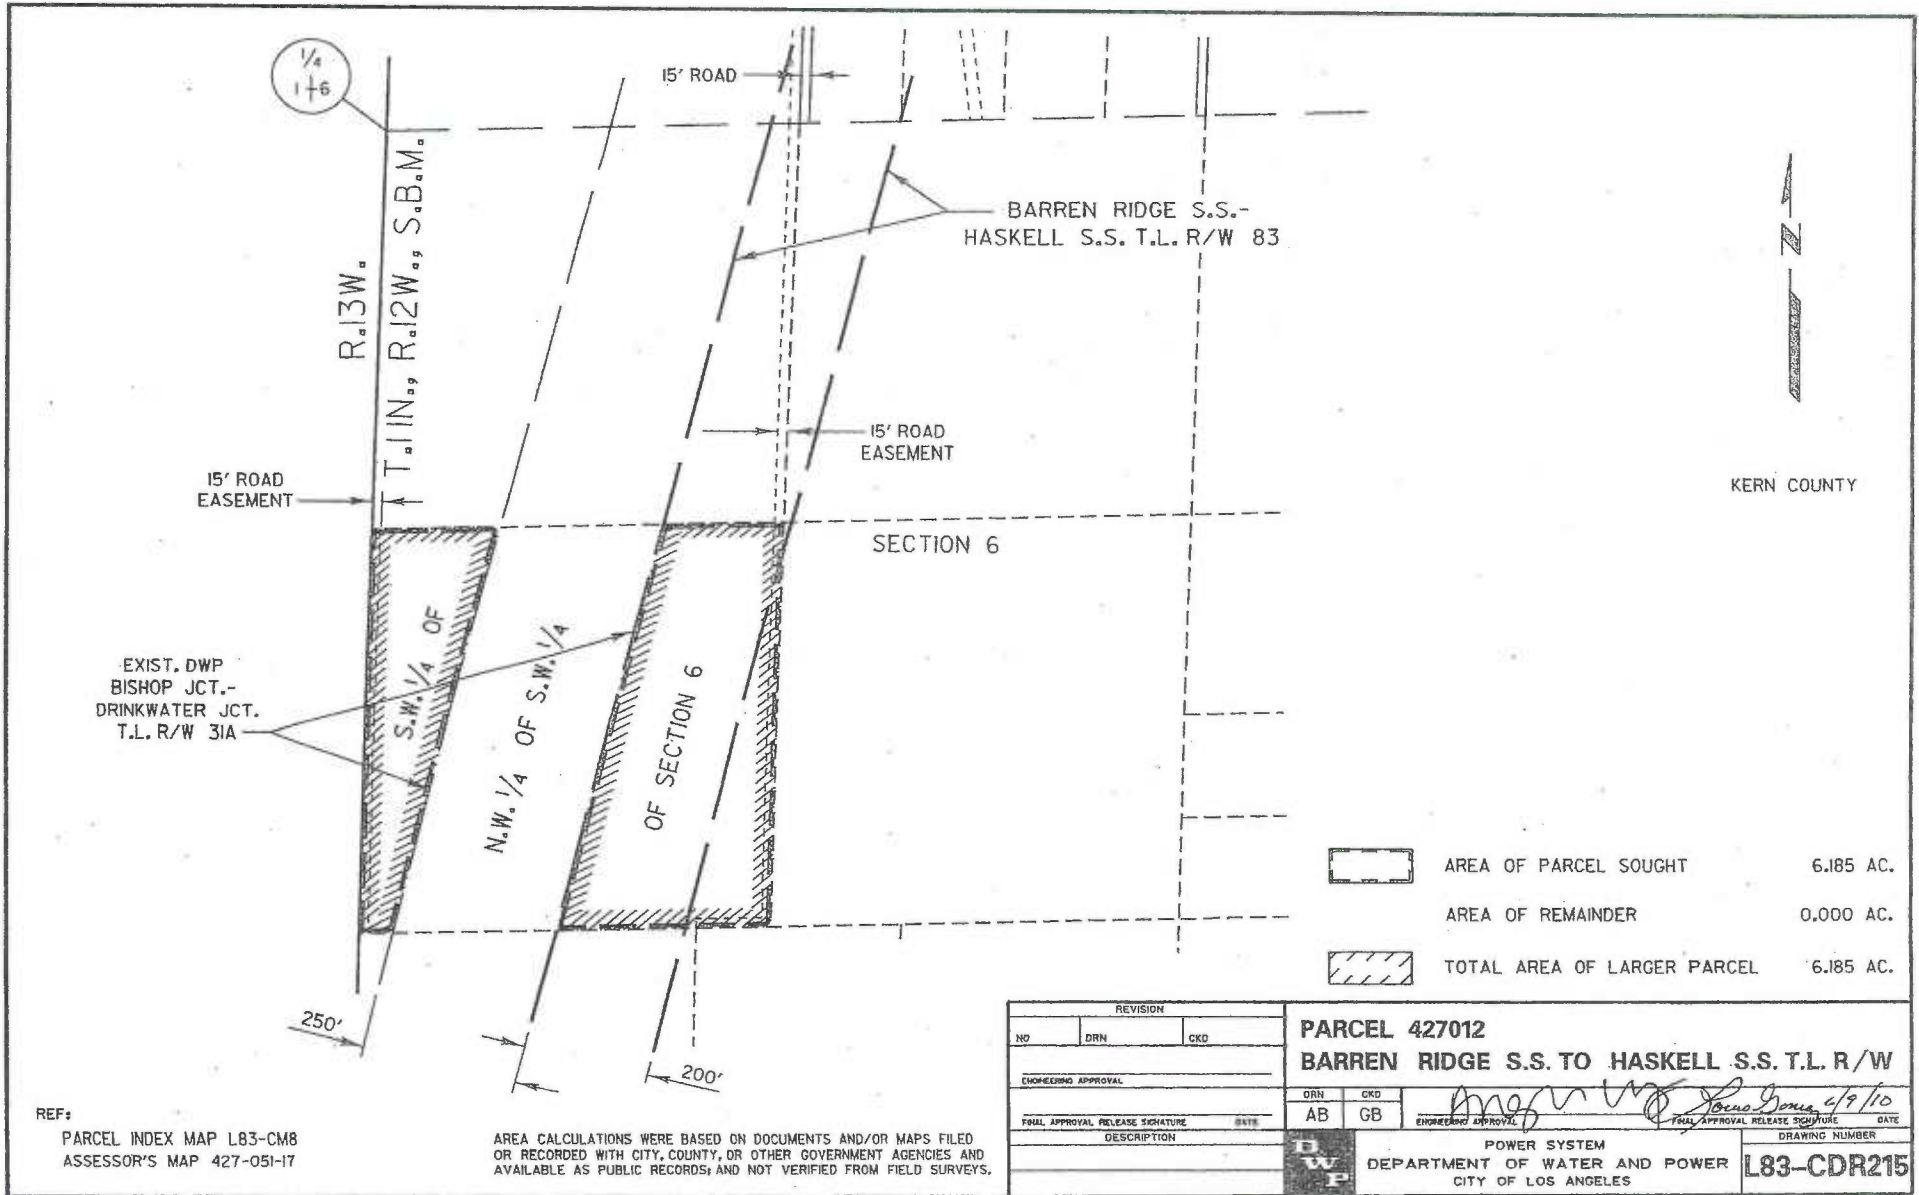 1/4
1 6
15' ROAD
R.13W.
T.11N., R.12W., S.B.M.
BARREN RIDGE S.S.-
HASKELL S.S. T.L. R/W 83
N
15' ROAD
EASEMENT
15' ROAD
EASEMENT
KERN COUNTY
SECTION 6
S.W. 1/4 OF
N.W. 1/4 OF S.W. 1/4
OF SECTION 6
EXIST. DWP
BISHOP JCT.-
DRINKWATER JCT.
T.L. R/W 31A
AREA OF PARCEL SOUGHT 6.185 AC.
AREA OF REMAINDER 0.000 AC.
TOTAL AREA OF LARGER PARCEL 6.185 AC.
250'
200'
REF:
PARCEL INDEX MAP L83-CM8
ASSESSOR'S MAP 427-051-17
AREA CALCULATIONS WERE BASED ON DOCUMENTS AND/OR MAPS FILED
OR RECORDED WITH CITY, COUNTY, OR OTHER GOVERNMENT AGENCIES AND
AVAILABLE AS PUBLIC RECORDS; AND NOT VERIFIED FROM FIELD SURVEYS.
REVISION
NO DRN CKD
ENGINEERING APPROVAL
FINAL APPROVAL RELEASE SIGNATURE DATE
DESCRIPTION
PARCEL 427012
BARREN RIDGE S.S. TO HASKELL S.S. T.L. R/W
DRN CKD
AB GB
ENGINEERING APPROVAL
FINAL APPROVAL RELEASE SIGNATURE DATE
DWP
POWER SYSTEM
DEPARTMENT OF WATER AND POWER
CITY OF LOS ANGELES
DRAWING NUMBER
L83-CDR215